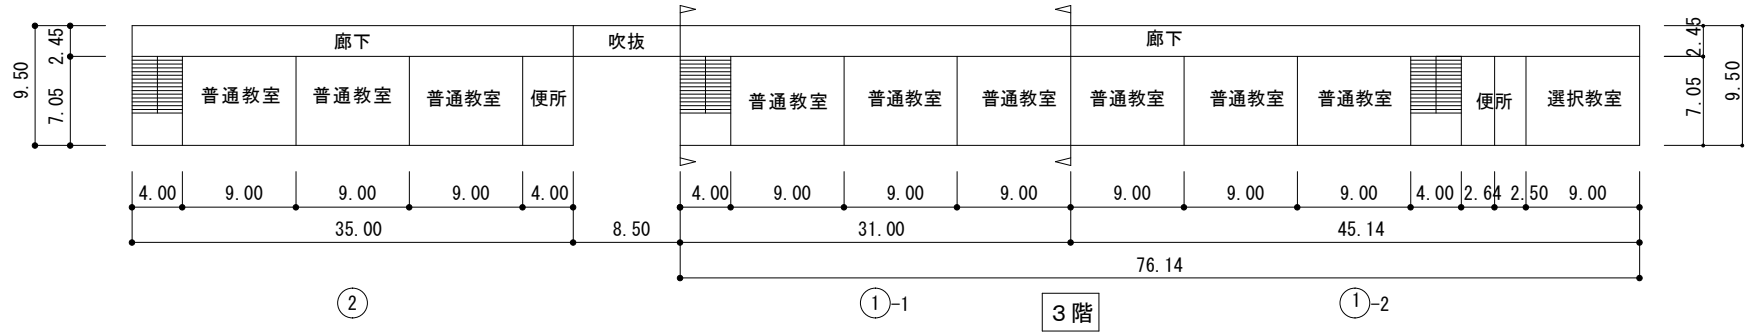 廊下 吹抜 廊下
9.50 2.45 7.05
普通教室 普通教室 普通教室 便所 普通教室 普通教室 普通教室 普通教室 普通教室 普通教室 便所 選択教室
2.45 7.05 9.50
4.00 9.00 9.00 9.00 4.00 4.00 9.00 9.00 9.00 9.00 9.00 9.00 4.00 2.64 2.50 9.00
35.00 8.50 31.00 45.14
76.14
② ①-1 ①-2
3階